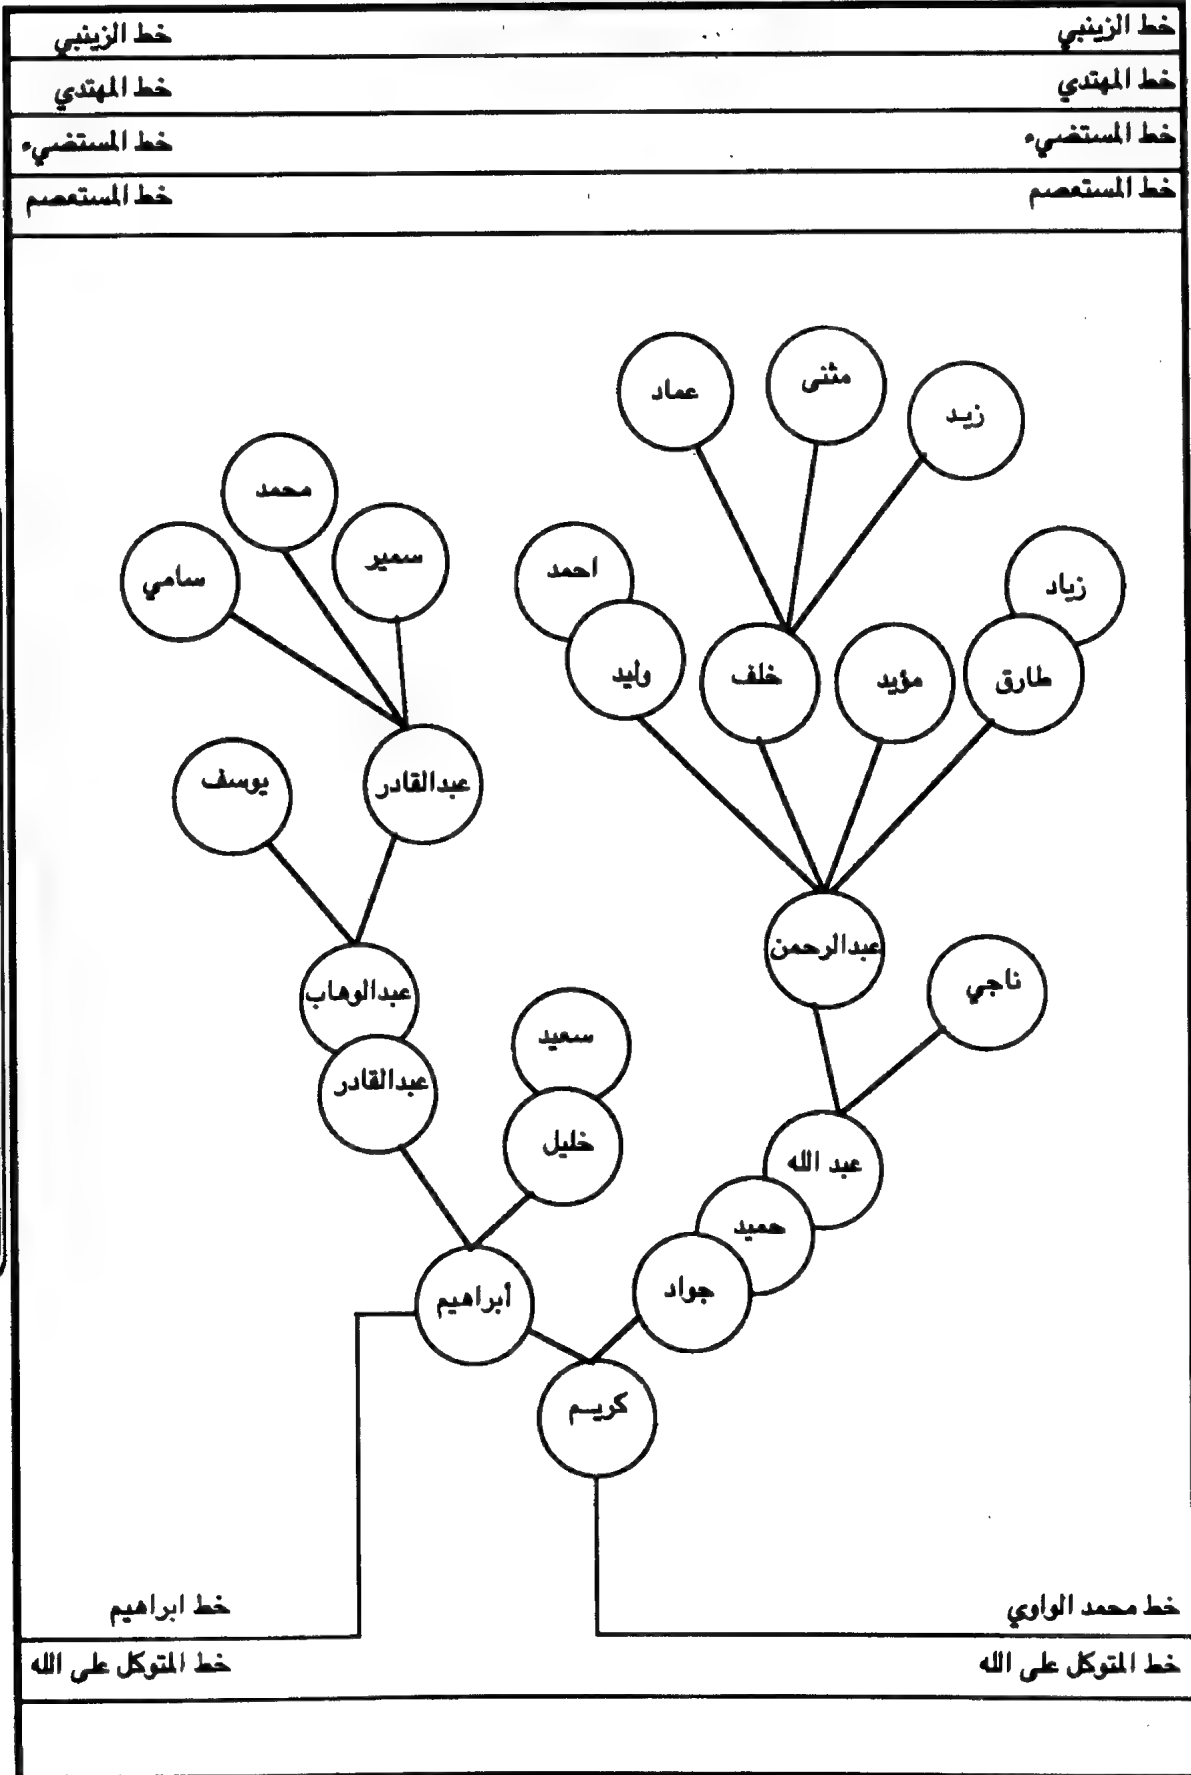 خط الزينبي خط الزينبي
خط المهتدي خط المهتدي
خط المستضيء خط المستضيء
خط المستعصم خط المستعصم
مثنى
عماد
زيد
محمد
سمير
احمد
زياد
سامي
وليد
خلف
مؤيد
طارق
يوسف
عبدالقادر
عبدالرحمن
ناجي
عبدالوهاب
سعيد
عبدالقادر
خليل
عبد الله
حميد
جواد
أبراهيم
كريم
خط محمد الواوي خط ابراهيم
خط المتوكل على الله خط المتوكل على الله